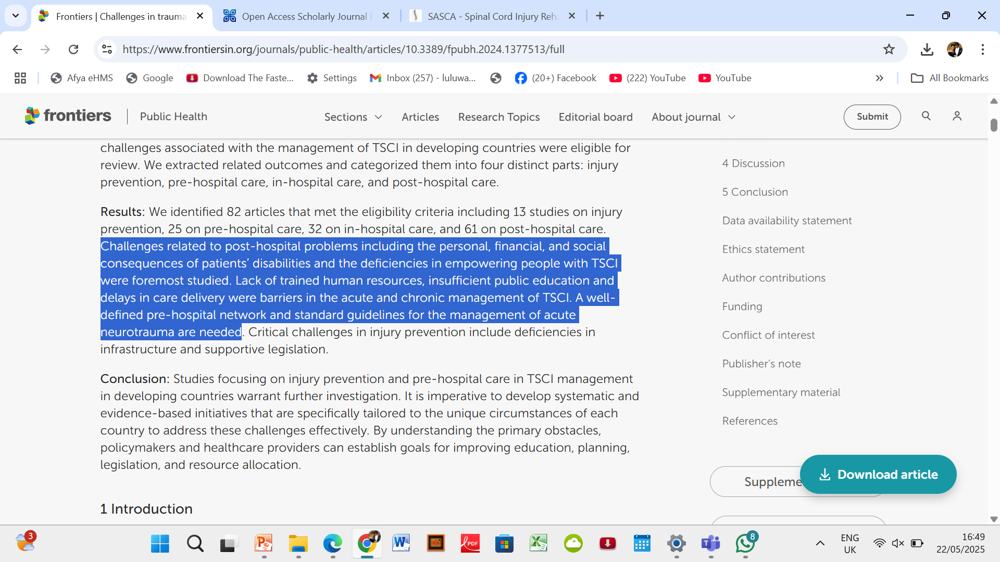 Frontiers | Challenges in trauma
Open Access Scholarly Journal
SASCA - Spinal Cord Injury Reha
https://www.frontiersin.org/journals/public-health/articles/10.3389/fpubh.2024.1377513/full
Afya eHMS
Google
Download The Faste...
Settings
Inbox (257) - luluwa...
(20+) Facebook
(222) YouTube
YouTube
All Bookmarks
frontiers
Public Health
Sections
Articles
Research Topics
Editorial board
About journal
Submit
challenges associated with the management of TSCI in developing countries were eligible for
review. We extracted related outcomes and categorized them into four distinct parts: injury
prevention, pre-hospital care, in-hospital care, and post-hospital care.
Results: We identified 82 articles that met the eligibility criteria including 13 studies on injury
prevention, 25 on pre-hospital care, 32 on in-hospital care, and 61 on post-hospital care.
Challenges related to post-hospital problems including the personal, financial, and social
consequences of patients’ disabilities and the deficiencies in empowering people with TSCI
were foremost studied. Lack of trained human resources, insufficient public education and
delays in care delivery were barriers in the acute and chronic management of TSCI. A well-
defined pre-hospital network and standard guidelines for the management of acute
neurotrauma are needed. Critical challenges in injury prevention include deficiencies in
infrastructure and supportive legislation.
Conclusion: Studies focusing on injury prevention and pre-hospital care in TSCI management
in developing countries warrant further investigation. It is imperative to develop systematic and
evidence-based initiatives that are specifically tailored to the unique circumstances of each
country to address these challenges effectively. By understanding the primary obstacles,
policymakers and healthcare providers can establish goals for improving education, planning,
legislation, and resource allocation.
1 Introduction
4 Discussion
5 Conclusion
Data availability statement
Ethics statement
Author contributions
Funding
Conflict of interest
Publisher’s note
Supplementary material
References
Suppleme
Download article
3
PDF
8
ENG
UK
16:49
22/05/2025